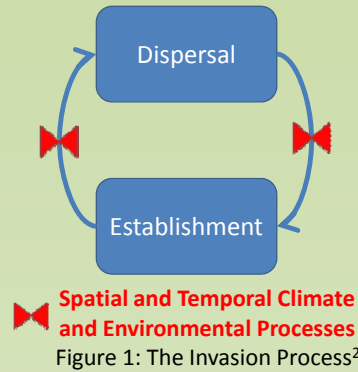 Dispersal
Establishment
Spatial and Temporal Climate
and Environmental Processes
Figure 1: The Invasion Process²